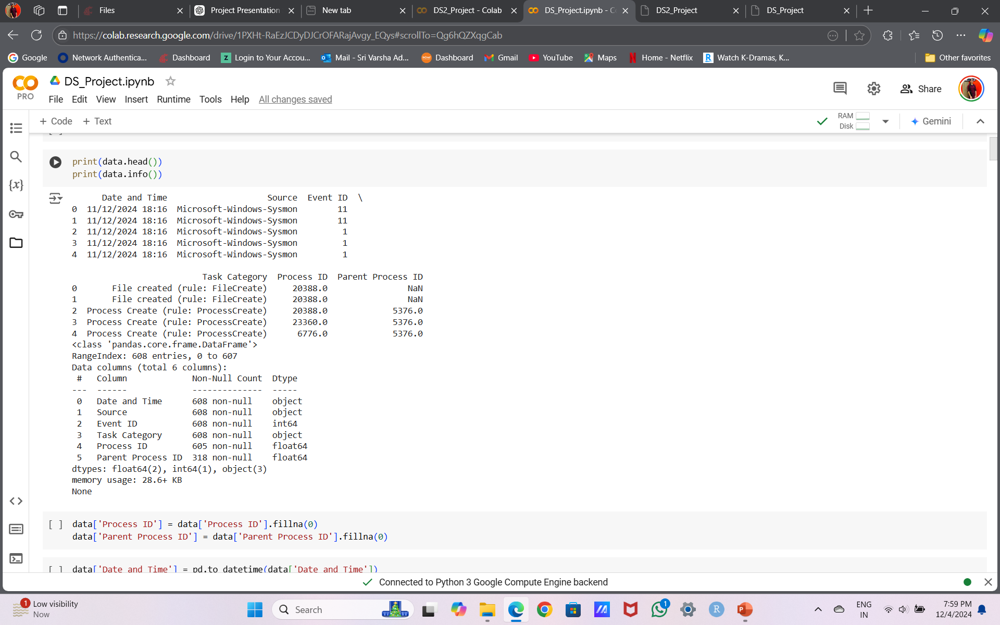 Files
Project Presentation
New tab
DS2_Project - Colab
DS_Project.ipynb - C
DS2_Project
DS_Project
https://colab.research.google.com/drive/1PXHt-RaEzJCDyDJCrOFARajAvgy_EQys#scrollTo=Qg6hQZXqgCab
Google
Network Authentica...
Dashboard
Login to Your Accou...
Mail - Sri Varsha Ad...
Dashboard
Gmail
YouTube
Maps
Home - Netflix
Watch K-Dramas, K...
Other favorites
PRO
DS_Project.ipynb
File Edit View Insert Runtime Tools Help All changes saved
Share
+ Code + Text
RAM
Disk
Gemini
print(data.head())
print(data.info())
Date and Time Source Event ID \
0 11/12/2024 18:16 Microsoft-Windows-Sysmon 11
1 11/12/2024 18:16 Microsoft-Windows-Sysmon 11
2 11/12/2024 18:16 Microsoft-Windows-Sysmon 1
3 11/12/2024 18:16 Microsoft-Windows-Sysmon 1
4 11/12/2024 18:16 Microsoft-Windows-Sysmon 1
Task Category Process ID Parent Process ID
0 File created (rule: FileCreate) 20388.0 NaN
1 File created (rule: FileCreate) 20388.0 NaN
2 Process Create (rule: ProcessCreate) 20388.0 5376.0
3 Process Create (rule: ProcessCreate) 23360.0 5376.0
4 Process Create (rule: ProcessCreate) 6776.0 5376.0
<class 'pandas.core.frame.DataFrame'>
RangeIndex: 608 entries, 0 to 607
Data columns (total 6 columns):
# Column Non-Null Count Dtype
--- ------ -------------- -----
0 Date and Time 608 non-null object
1 Source 608 non-null object
2 Event ID 608 non-null int64
3 Task Category 608 non-null object
4 Process ID 605 non-null float64
5 Parent Process ID 318 non-null float64
dtypes: float64(2), int64(1), object(3)
memory usage: 28.6+ KB
None
[ ] data['Process ID'] = data['Process ID'].fillna(0)
data['Parent Process ID'] = data['Parent Process ID'].fillna(0)
[ ] data['Date and Time'] = pd.to_datetime(data['Date and Time'])
Connected to Python 3 Google Compute Engine backend
1
Low visibility
Now
Search
1
ENG
IN
7:59 PM
12/4/2024